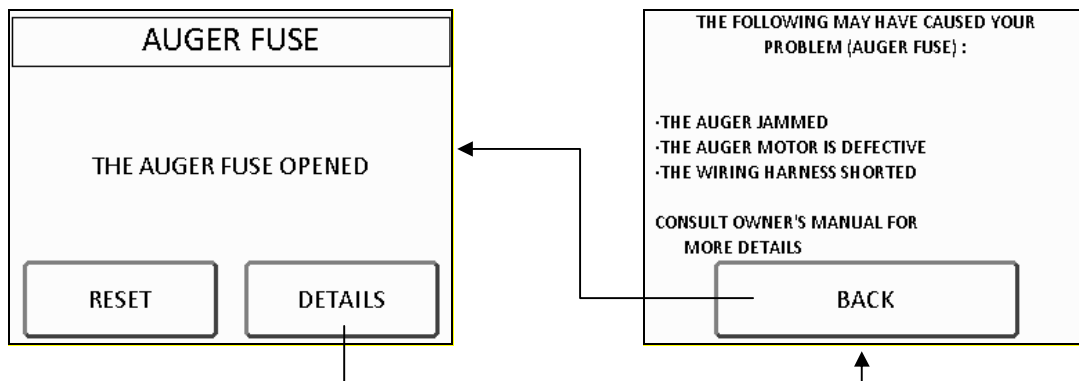 AUGER FUSE
THE AUGER FUSE OPENED
RESET
DETAILS
THE FOLLOWING MAY HAVE CAUSED YOUR
PROBLEM (AUGER FUSE) :
·THE AUGER JAMMED
·THE AUGER MOTOR IS DEFECTIVE
·THE WIRING HARNESS SHORTED
CONSULT OWNER'S MANUAL FOR
MORE DETAILS
BACK